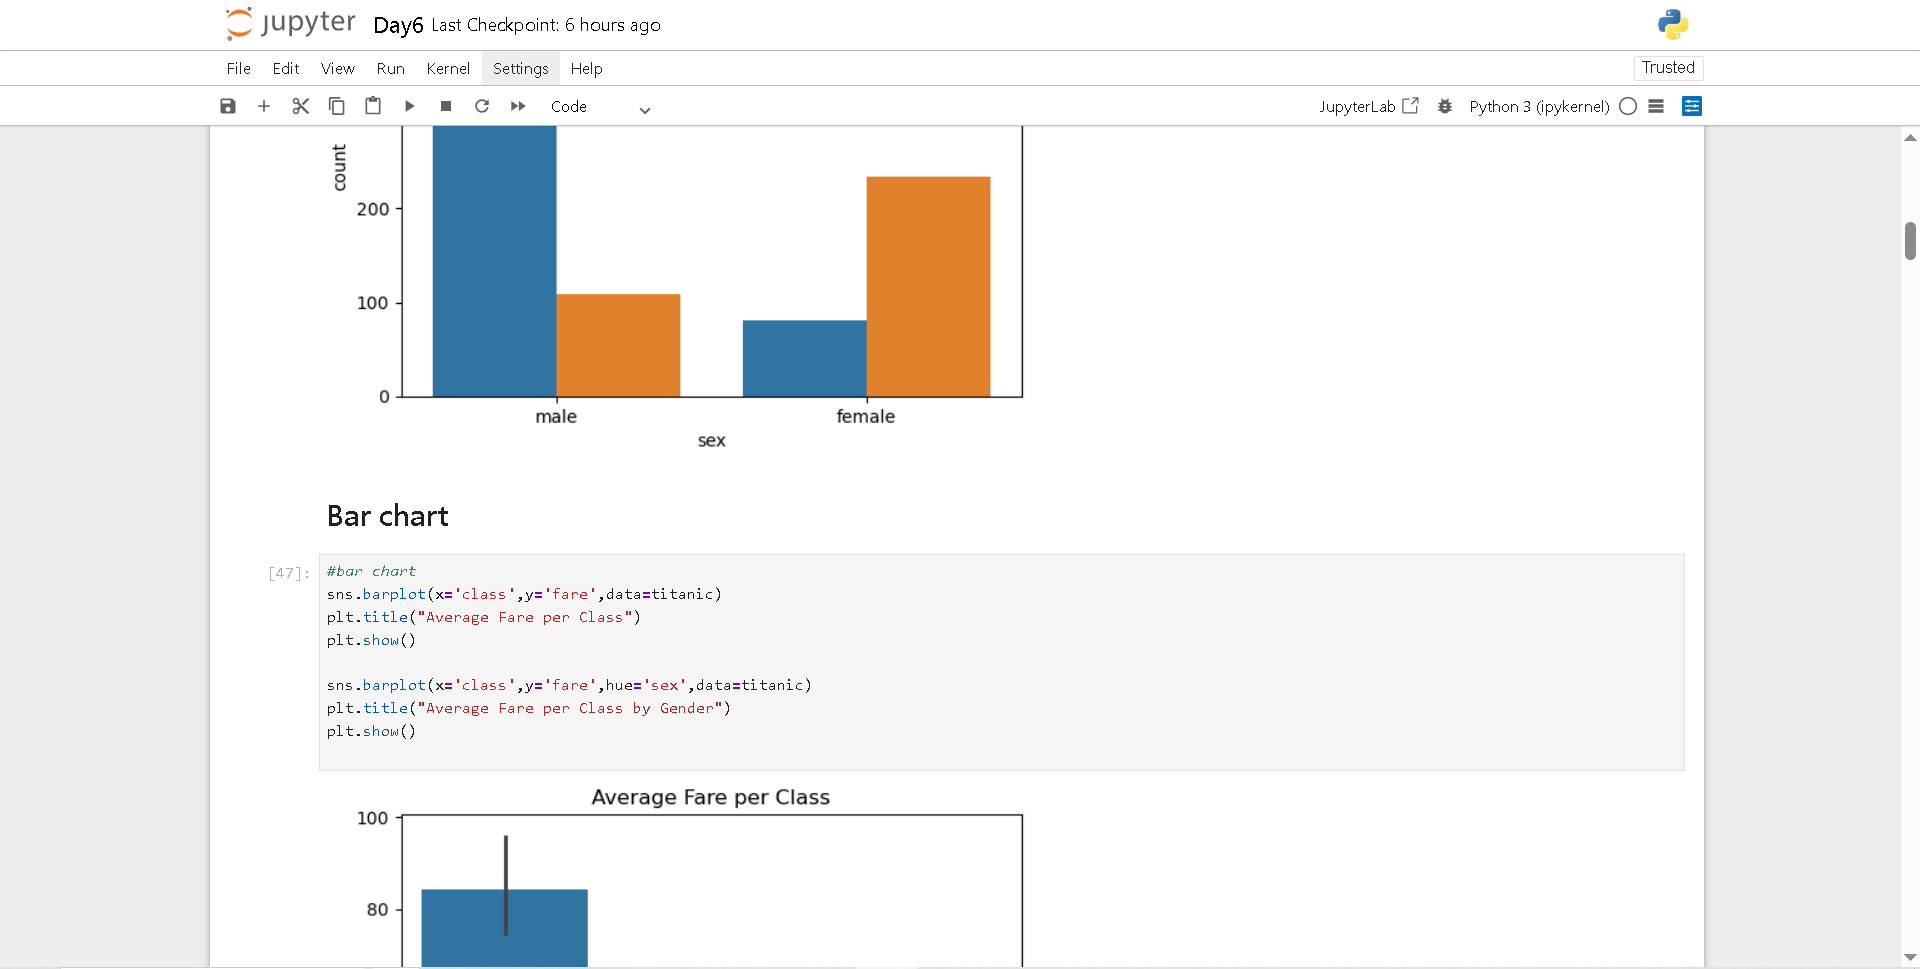 jupyter Day6 Last Checkpoint: 6 hours ago
File Edit View Run Kernel Settings Help Trusted
Code JupyterLab Python 3 (ipykernel)
count
200
100
0
male female
sex
Bar chart
[47]:
#bar chart
sns.barplot(x='class',y='fare',data=titanic)
plt.title("Average Fare per Class")
plt.show()
sns.barplot(x='class',y='fare',hue='sex',data=titanic)
plt.title("Average Fare per Class by Gender")
plt.show()
Average Fare per Class
100
80